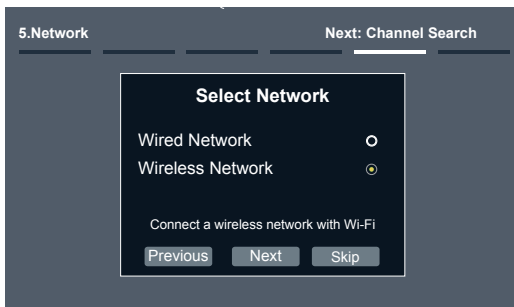 5.Network
Next: Channel Search
Select Network
Wired Network
Wireless Network
Connect a wireless network with Wi-Fi
Previous
Next
Skip